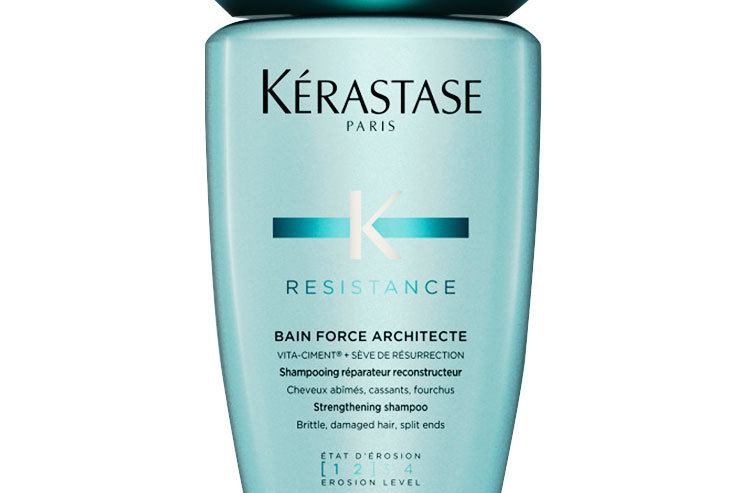 KÉRASTASE
PARIS
K
RESISTANCE
BAIN FORCE ARCHITECTE
VITA-CIMENT® + SÈVE DE RÉSURRECTION
Shampooing réparateur reconstructeur
Cheveux abîmés, cassants, fourchus
Strengthening shampoo
Brittle, damaged hair, split ends
ÉTAT D'ÉROSION
[1 2] 3 4
EROSION LEVEL